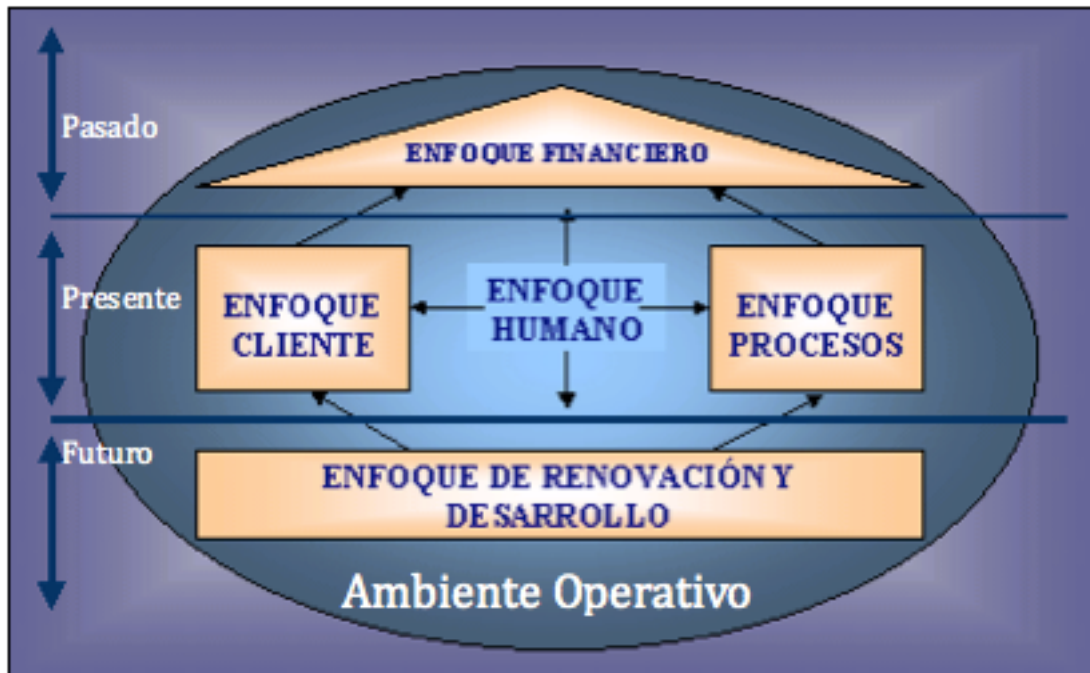 Pasado
ENFOQUE FINANCIERO
Presente
ENFOQUE
CLIENTE
ENFOQUE
HUMANO
ENFOQUE
PROCESOS
Futuro
ENFOQUE DE RENOVACIÓN Y
DESARROLLO
Ambiente Operativo